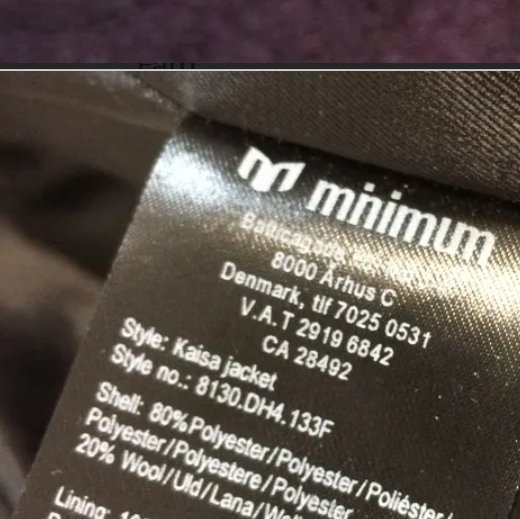 minimum
8000 Århus C
Denmark, tlf 7025 0531
V.A.T 2919 6842
CA 28492
Style: Kaisa jacket
Style no.: 8130.DH4.133F
Shell: 80% Polyester/Polyester/Poliéster/
Polyester/Polyestere/Polyester
20% Wool/Uld/Lana/
Lining: